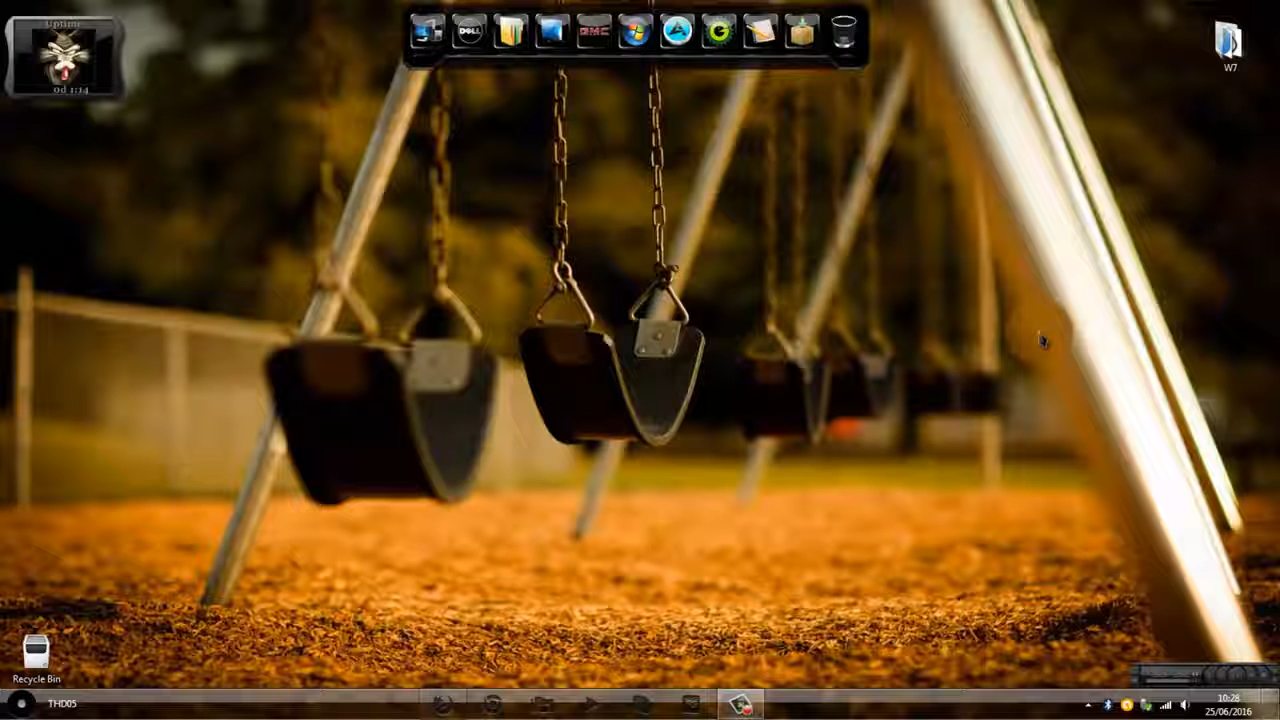 Uptime
0d 1:14
DELL
GMC
W7
Recycle Bin
THD05
10:28
25/06/2016